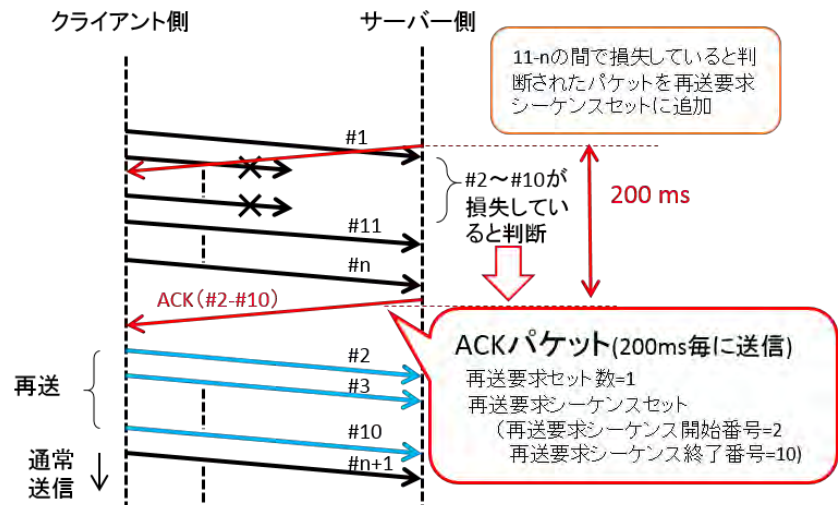 クライアント側
サーバー側
11-nの間で損失していると判
断されたパケットを再送要求
シーケンスセットに追加
#1
#2～#10が
損失してい
ると判断
200 ms
#11
#n
ACK(#2-#10)
ACKパケット(200ms毎に送信)
再送要求セット数=1
再送要求シーケンスセット
(再送要求シーケンス開始番号=2
再送要求シーケンス終了番号=10)
再送
#2
#3
#10
通常
送信
#n+1